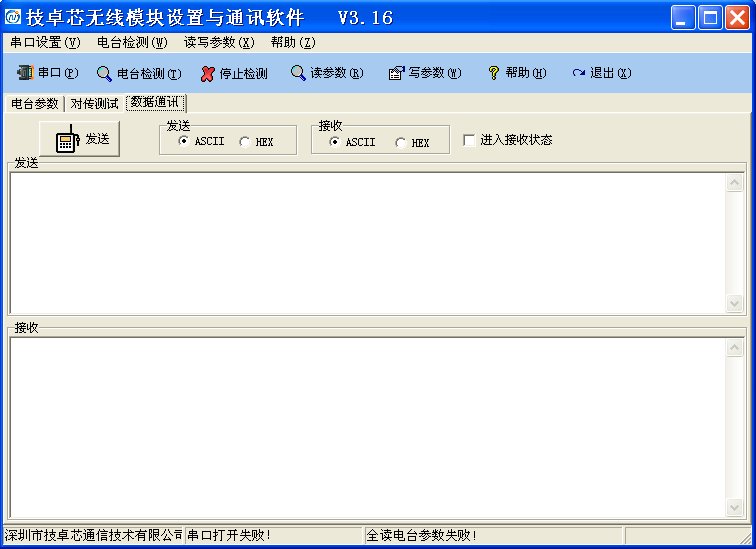 技卓芯无线模块设置与通讯软件 V3.16
串口设置(V) 电台检测(W) 读写参数(X) 帮助(Z)
串口(P) 电台检测(T) 停止检测 读参数(R) 写参数(W) 帮助(H) 退出(X)
电台参数 对传测试 数据通讯
发送 发送 ASCII HEX 接收 ASCII HEX 进入接收状态
发送
接收
深圳市技卓芯通信技术有限公司 串口打开失败! 全读电台参数失败!